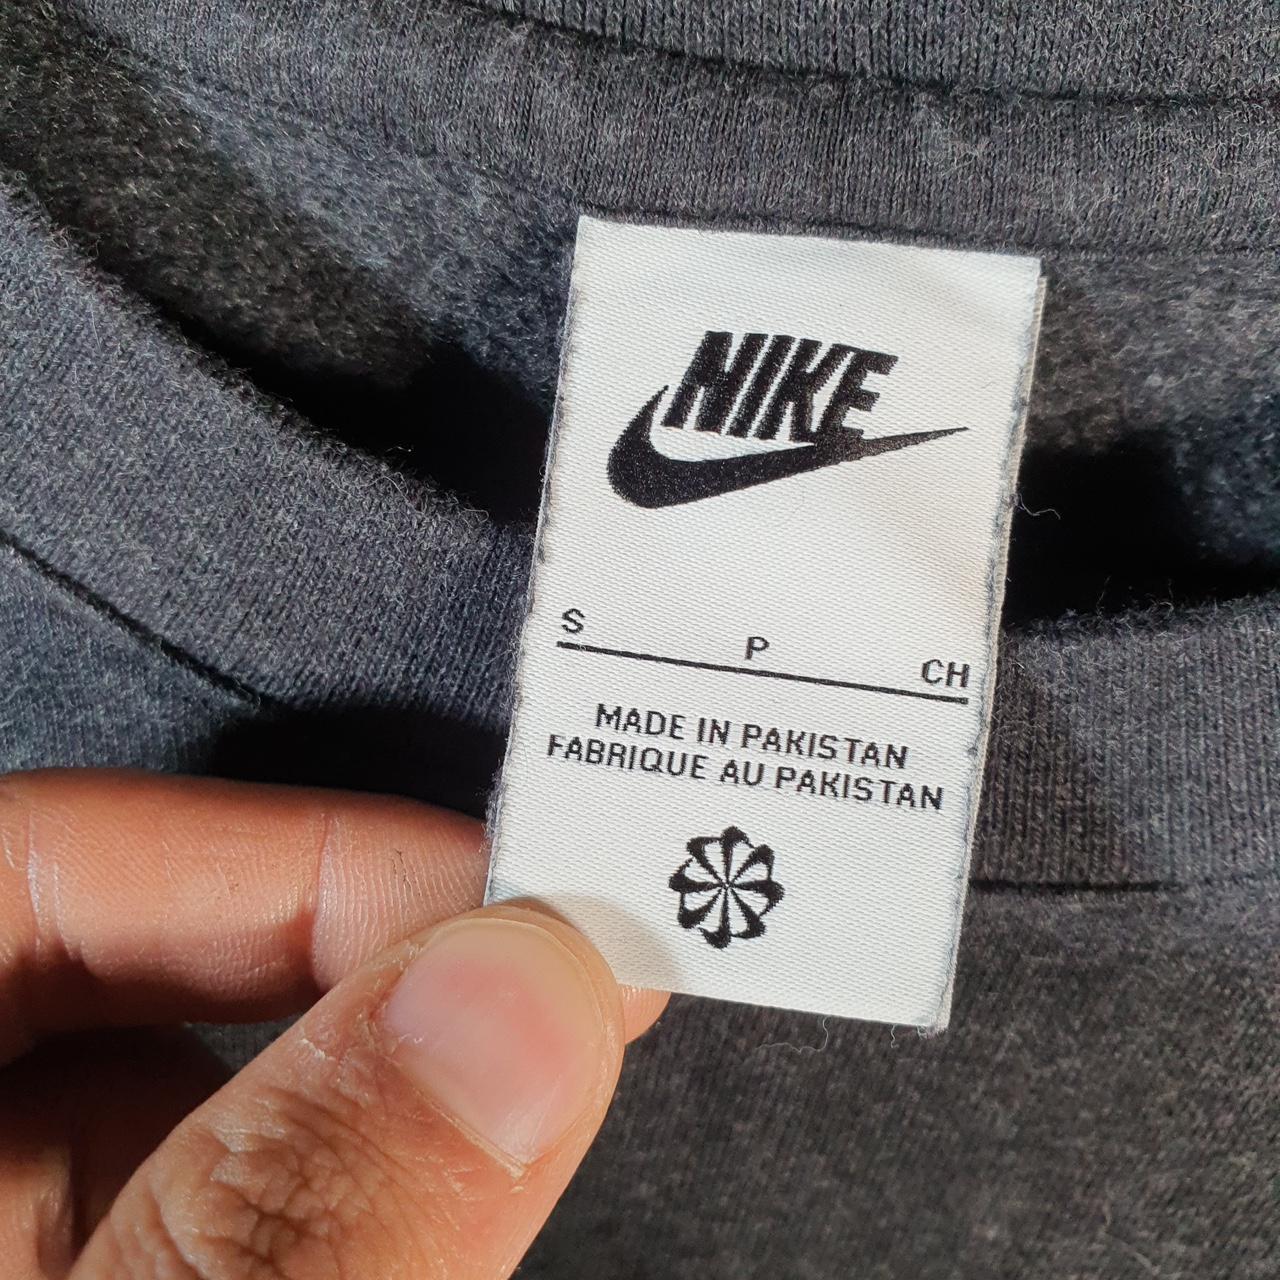 NIKE
S P CH
MADE IN PAKISTAN
FABRIQUE AU PAKISTAN